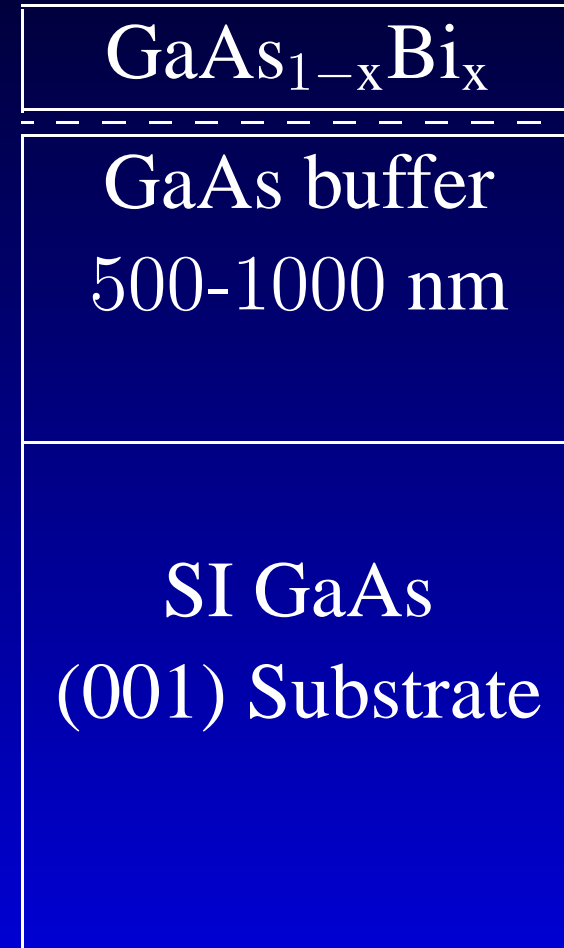 GaAs₁₋ₓBiₓ
GaAs buffer
500-1000 nm
SI GaAs
(001) Substrate